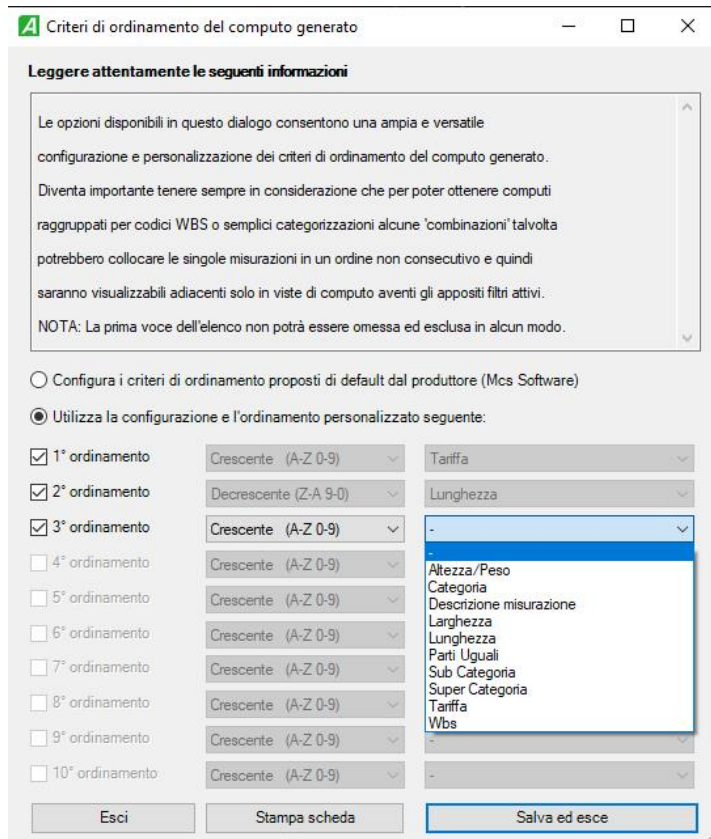 Criteri di ordinamento del computo generato
Leggere attentamente le seguenti informazioni
Le opzioni disponibili in questo dialogo consentono una ampia e versatile
configurazione e personalizzazione dei criteri di ordinamento del computo generato.
Diventa importante tenere sempre in considerazione che per poter ottenere computi
raggruppati per codici WBS o semplici categorizzazioni alcune 'combinazioni' talvolta
potrebbero collocare le singole misurazioni in un ordine non consecutivo e quindi
saranno visualizzabili adiacenti solo in viste di computo aventi gli appositi filtri attivi.
NOTA: La prima voce dell'elenco non potrà essere omessa ed esclusa in alcun modo.
Configura i criteri di ordinamento proposti di default dal produttore (Mcs Software)
Utilizza la configurazione e l'ordinamento personalizzato seguente:
1° ordinamento Crescente (A-Z 0-9) Tariffa
2° ordinamento Decrescente (Z-A 9-0) Lunghezza
3° ordinamento Crescente (A-Z 0-9) -
4° ordinamento Crescente (A-Z 0-9)
5° ordinamento Crescente (A-Z 0-9)
6° ordinamento Crescente (A-Z 0-9)
7° ordinamento Crescente (A-Z 0-9)
8° ordinamento Crescente (A-Z 0-9)
9° ordinamento Crescente (A-Z 0-9) -
10° ordinamento Crescente (A-Z 0-9) -
-
Altezza/Peso
Categoria
Descrizione misurazione
Larghezza
Lunghezza
Parti Uguali
Sub Categoria
Super Categoria
Tariffa
Wbs
Esci Stampa scheda Salva ed esce